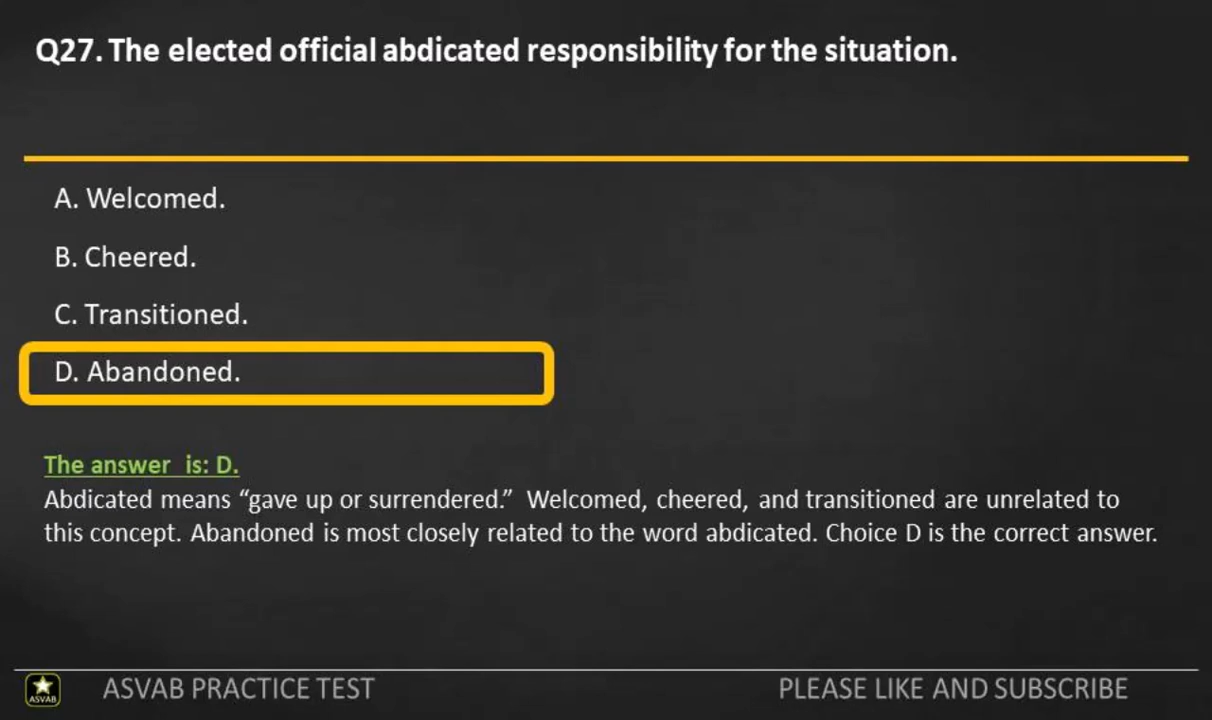 Q27. The elected official abdicated responsibility for the situation.
A. Welcomed.
B. Cheered.
C. Transitioned.
D. Abandoned.
The answer is: D.
Abdicated means “gave up or surrendered.” Welcomed, cheered, and transitioned are unrelated to
this concept. Abandoned is most closely related to the word abdicated. Choice D is the correct answer.
ASVAB
ASVAB PRACTICE TEST
PLEASE LIKE AND SUBSCRIBE